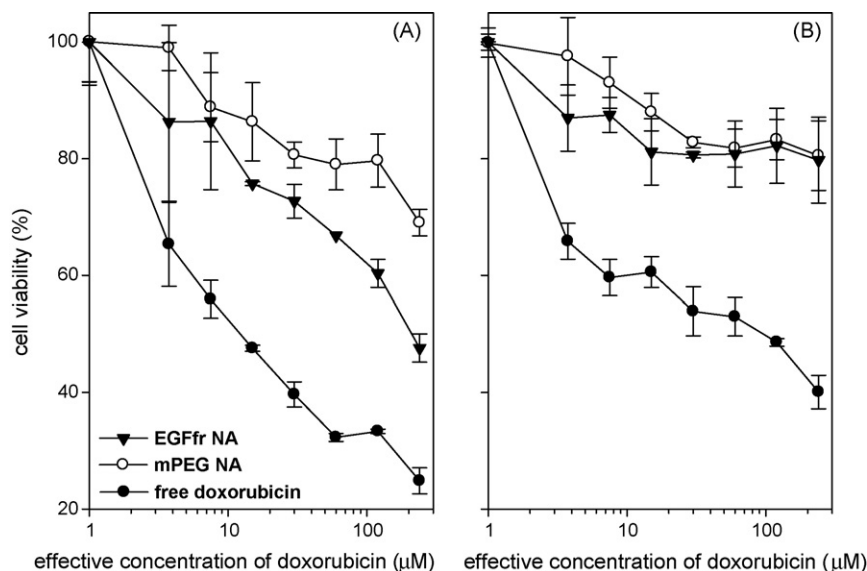 (A)
(B)
100
80
60
40
20
cell viability (%)
EGFfr NA
mPEG NA
free doxorubicin
1 10 100
1 10 100
effective concentration of doxorubicin (μM)
effective concentration of doxorubicin (μM)